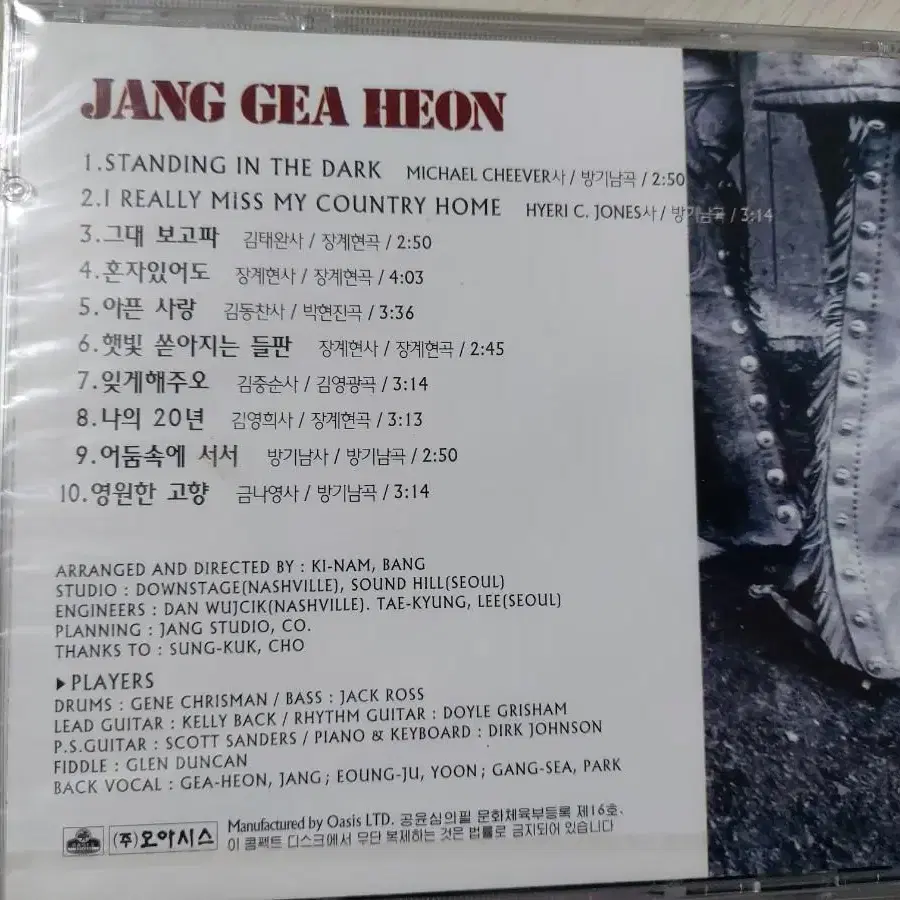 JANG GEA HEON
1.STANDING IN THE DARK MICHAEL CHEEVER사 / 방기남곡 / 2:50
2.I REALLY MISS MY COUNTRY HOME HYERI C. JONES사 / 방기남곡 / 3:14
3.그대 보고파 김태완사 / 장계현곡 / 2:50
4.혼자있어도 장계현사 / 장계현곡 / 4:03
5.아픈 사랑 김동찬사 / 박현진곡 / 3:36
6.햇빛 쏟아지는 들판 장계현사 / 장계현곡 / 2:45
7.잊게해주오 김중순사 / 김영광곡 / 3:14
8.나의 20년 김영희사 / 장계현곡 / 3:13
9.어둠속에 서서 방기남사 / 방기남곡 / 2:50
10.영원한 고향 금나영사 / 방기남곡 / 3:14
ARRANGED AND DIRECTED BY : KI-NAM, BANG
STUDIO : DOWNSTAGE(NASHVILLE), SOUND HILL(SEOUL)
ENGINEERS : DAN WUJCIK(NASHVILLE). TAE-KYUNG, LEE(SEOUL)
PLANNING : JANG STUDIO, CO.
THANKS TO : SUNG-KUK, CHO
▶PLAYERS
DRUMS : GENE CHRISMAN / BASS : JACK ROSS
LEAD GUITAR : KELLY BACK / RHYTHM GUITAR : DOYLE GRISHAM
P.S.GUITAR : SCOTT SANDERS / PIANO & KEYBOARD : DIRK JOHNSON
FIDDLE : GLEN DUNCAN
BACK VOCAL : GEA-HEON, JANG ; EOUNG-JU, YOON ; GANG-SEA, PARK
(주)오아시스
Manufactured by Oasis LTD. 공윤심의필 문화체육부등록 제16호.
이 콤팩트 디스크에서 무단 복제하는 것은 법률로 금지되어 있습니다